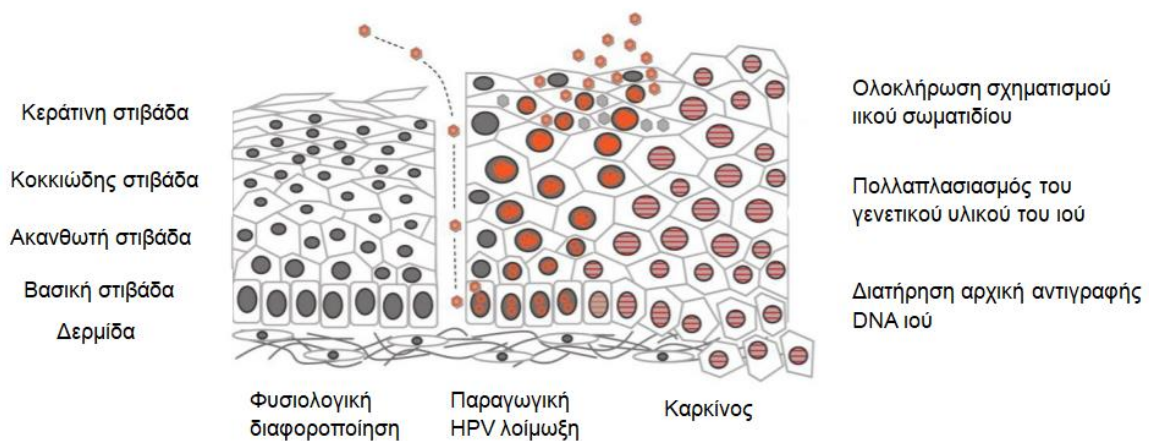 Κεράτινη στιβάδα
Κοκκιώδης στιβάδα
Ακανθωτή στιβάδα
Βασική στιβάδα
Δερμίδα
Φυσιολογική
διαφοροποίηση
Παραγωγική
HPV λοίμωξη
Καρκίνος
Ολοκλήρωση σχηματισμού
ιικού σωματιδίου
Πολλαπλασιασμός του
γενετικού υλικού του ιού
Διατήρηση αρχική αντιγραφής
DNA ιού